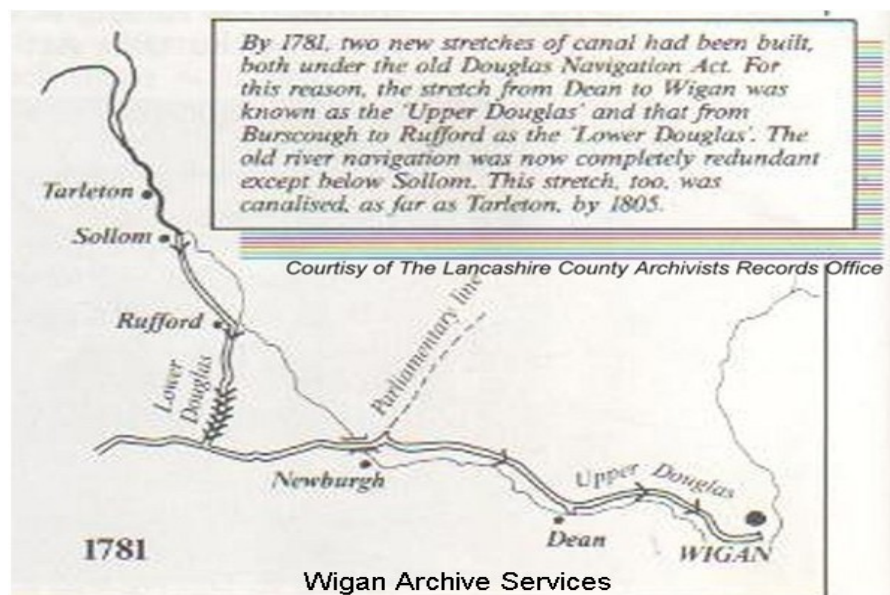 By 1781, two new stretches of canal had been built,
both under the old Douglas Navigation Act. For
this reason, the stretch from Dean to Wigan was
known as the 'Upper Douglas' and that from
Burscough to Rufford as the 'Lower Douglas'. The
old river navigation was now completely redundant
except below Sollom. This stretch, too, was
canalised, as far as Tarleton, by 1805.
Courtisy of The Lancashire County Archivists Records Office
Tarleton
Sollom
Rufford
Lower
Douglas
Parliamentary line
Newburgh
Upper Douglas
Dean
WIGAN
1781
Wigan Archive Services